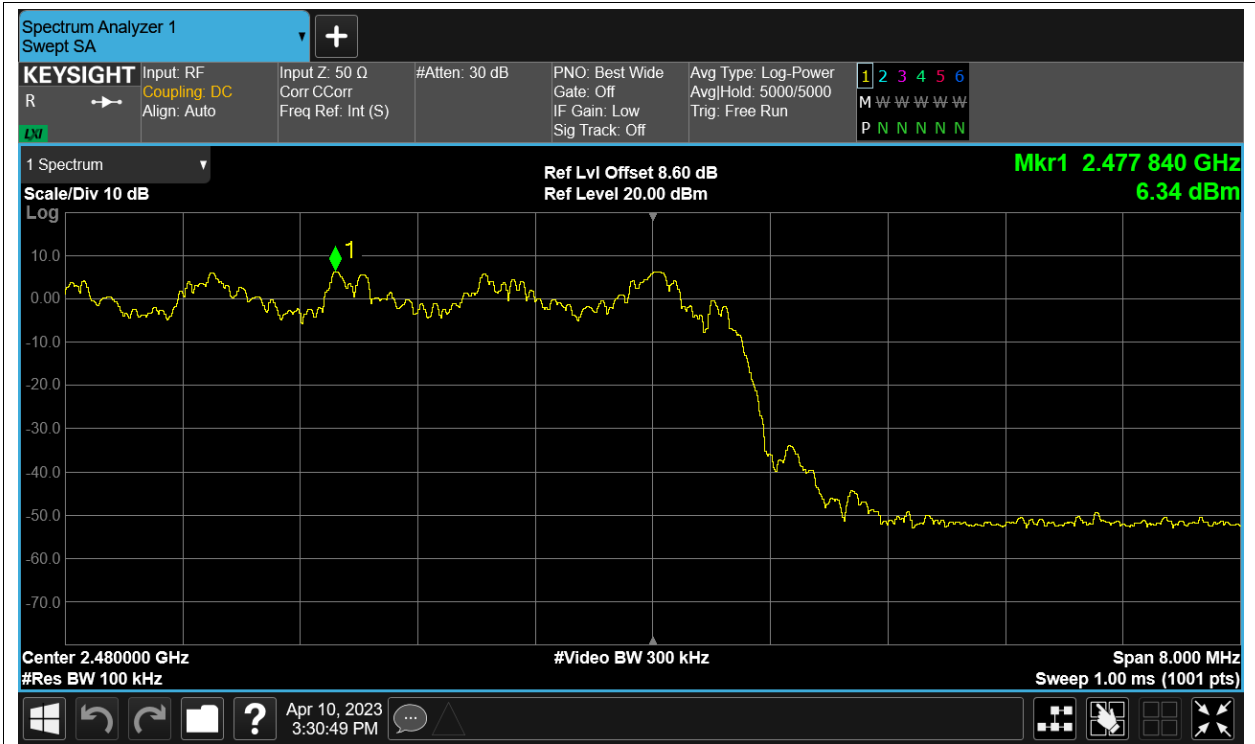 Spectrum Analyzer 1
Swept SA
KEYSIGHT
R
LXI
Input: RF
Coupling: DC
Align: Auto
Input Z: 50 Ω
Corr CCorr
Freq Ref: Int (S)
#Atten: 30 dB
PNO: Best Wide
Gate: Off
IF Gain: Low
Sig Track: Off
Avg Type: Log-Power
Avg|Hold: 5000/5000
Trig: Free Run
1 2 3 4 5 6
M W W W W W W
P N N N N N N
1 Spectrum
Scale/Div 10 dB
Ref Lvl Offset 8.60 dB
Ref Level 20.00 dBm
Mkr1 2.477 840 GHz
6.34 dBm
Log
1
10.0
0.00
-10.0
-20.0
-30.0
-40.0
-50.0
-60.0
-70.0
Center 2.480000 GHz
#Video BW 300 kHz
Span 8.000 MHz
#Res BW 100 kHz
Sweep 1.00 ms (1001 pts)
?
Apr 10, 2023
3:30:49 PM